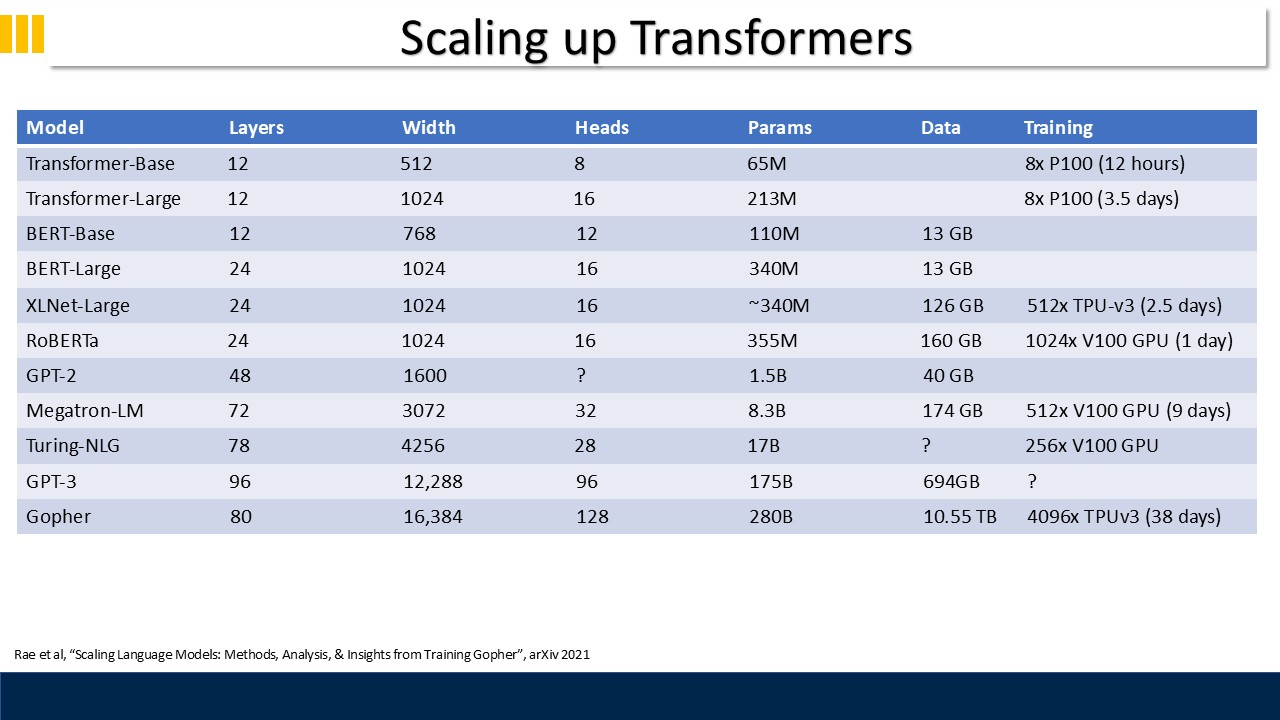 Scaling up Transformers
Model Layers Width Heads Params Data Training
Transformer-Base 12 512 8 65M 8x P100 (12 hours)
Transformer-Large 12 1024 16 213M 8x P100 (3.5 days)
BERT-Base 12 768 12 110M 13 GB
BERT-Large 24 1024 16 340M 13 GB
XLNet-Large 24 1024 16 ~340M 126 GB 512x TPU-v3 (2.5 days)
RoBERTa 24 1024 16 355M 160 GB 1024x V100 GPU (1 day)
GPT-2 48 1600 ? 1.5B 40 GB
Megatron-LM 72 3072 32 8.3B 174 GB 512x V100 GPU (9 days)
Turing-NLG 78 4256 28 17B ? 256x V100 GPU
GPT-3 96 12,288 96 175B 694GB ?
Gopher 80 16,384 128 280B 10.55 TB 4096x TPUv3 (38 days)
Rae et al, “Scaling Language Models: Methods, Analysis, & Insights from Training Gopher”, arXiv 2021